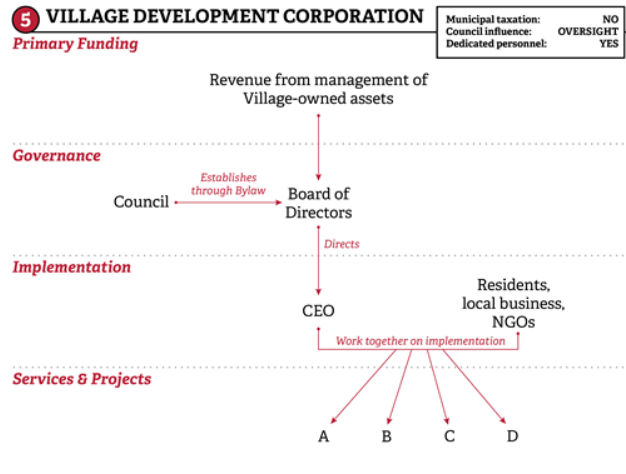 5 VILLAGE DEVELOPMENT CORPORATION
Municipal taxation: NO
Council influence: OVERSIGHT
Dedicated personnel: YES
Primary Funding
Revenue from management of
Village-owned assets
Governance
Establishes
through Bylaw
Council
Board of
Directors
Directs
Implementation
CEO
Residents,
local business,
NGOs
Work together on implementation
Services & Projects
A B C D